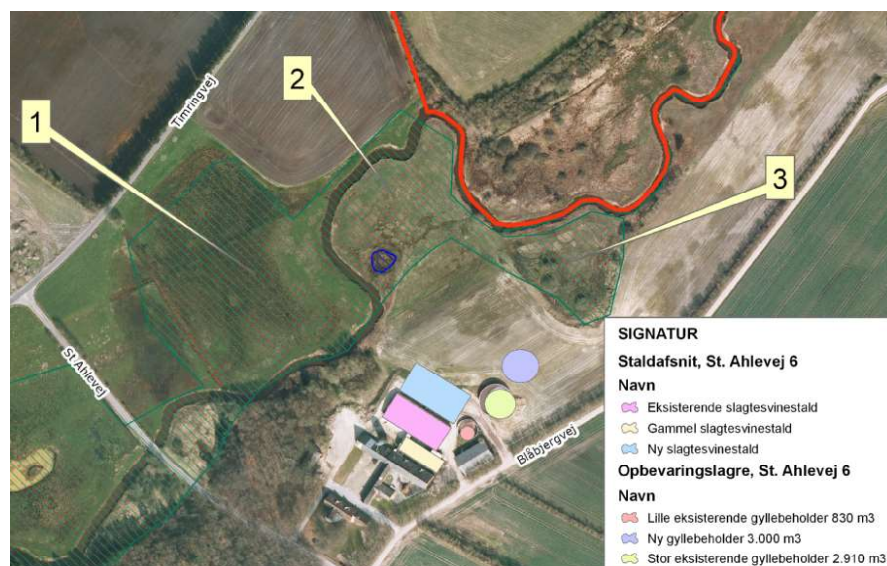 1
2
3
Timringvej
St Ahlevej
Blåbjergvej
SIGNATUR
Staldafsnit, St. Ahlevej 6
Navn
Eksisterende slagtesvinestald
Gammel slagtesvinestald
Ny slagtesvinestald
Opbevaringslagre, St. Ahlevej 6
Navn
Lille eksisterende gyllebeholder 830 m3
Ny gyllebeholder 3.000 m3
Stor eksisterende gyllebeholder 2.910 m3